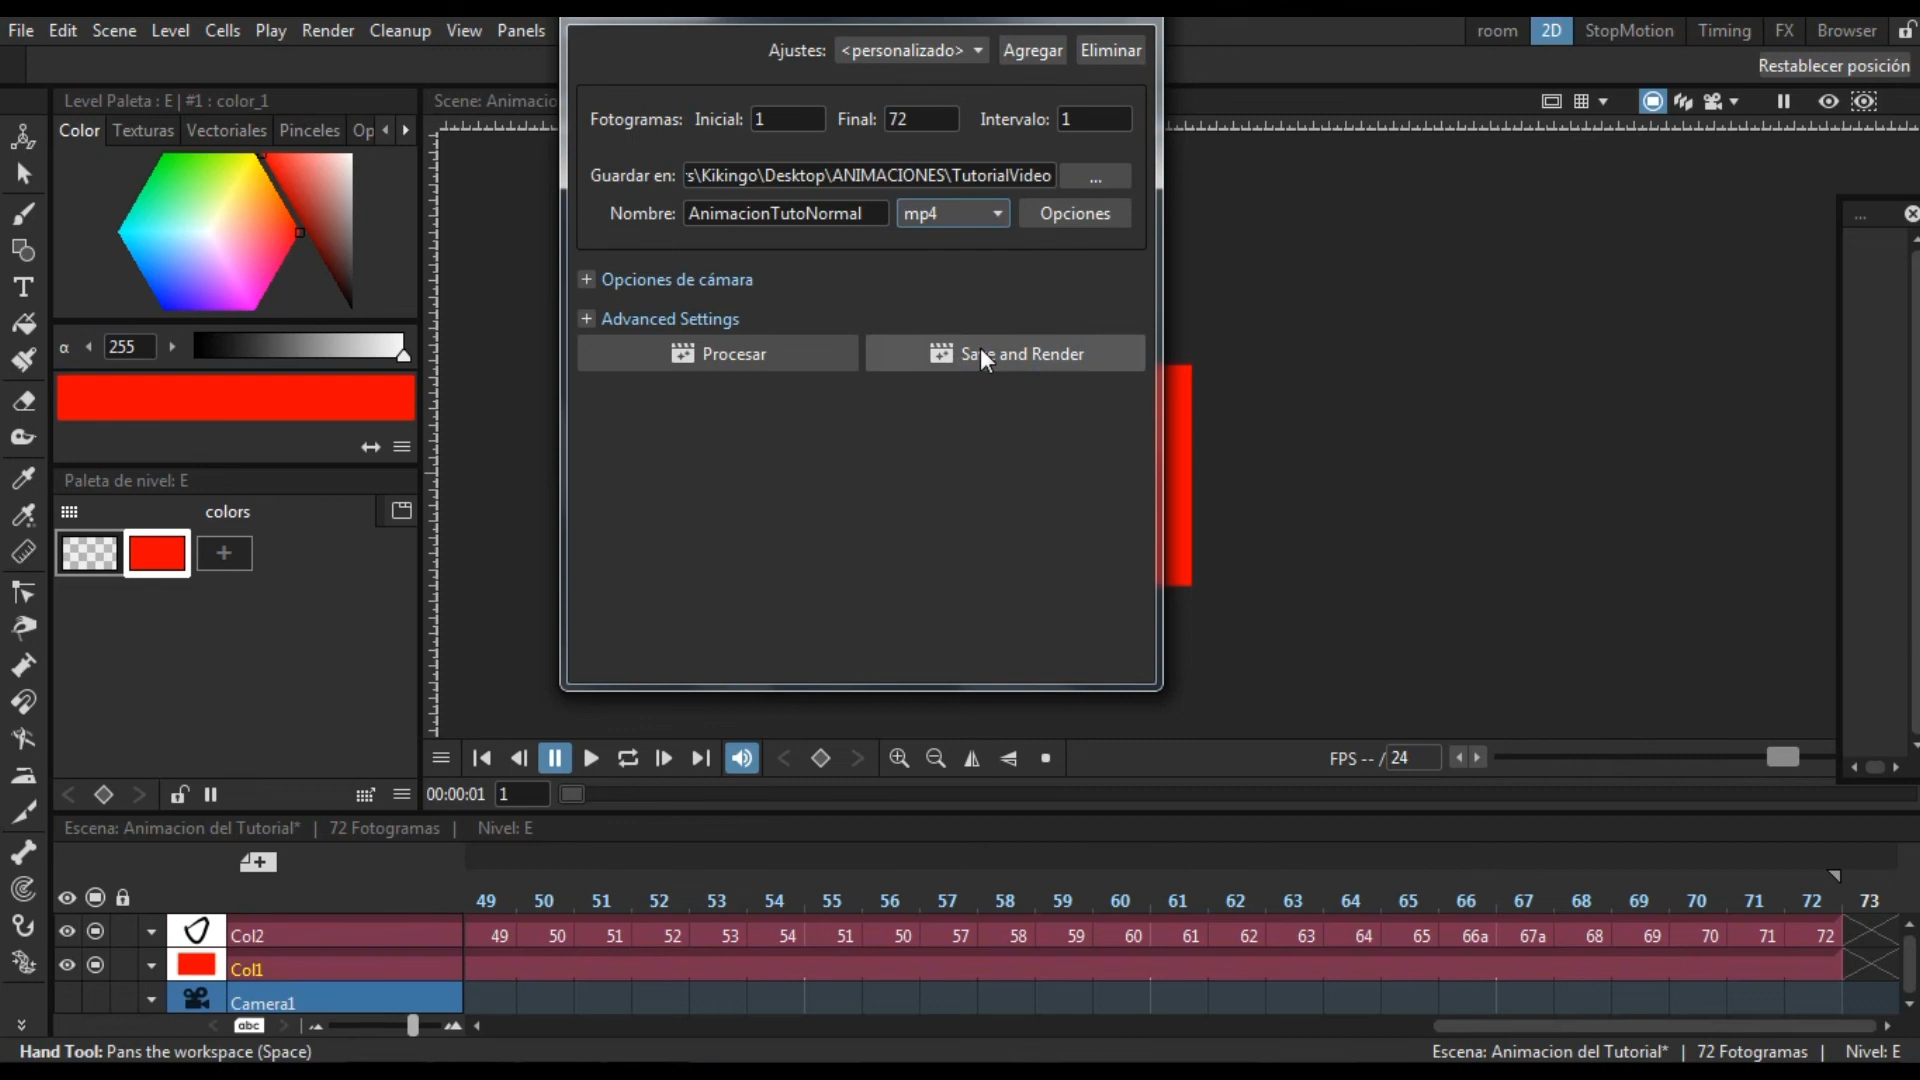 File Edit Scene Level Cells Play Render Cleanup View Panels
room 2D StopMotion Timing FX Browser
Ajustes: <personalizado> Agregar Eliminar
Restablecer posición
Level Paleta : E | #1 : color_1
Scene: Animacio
Color Texturas Vectoriales Pinceles Op
Fotogramas: Inicial: 1 Final: 72 Intervalo: 1
Guardar en: s\Kikingo\Desktop\ANIMACIONES\TutorialVideo ...
Nombre: AnimacionTutoNormal mp4 Opciones
...
+ Opciones de cámara
+ Advanced Settings
Procesar Save and Render
α 255
Paleta de nivel: E
colors
+
FPS -- / 24
00:00:01 1
Escena: Animacion del Tutorial* | 72 Fotogramas | Nivel: E
49 50 51 52 53 54 55 56 57 58 59 60 61 62 63 64 65 66 67 68 69 70 71 72 73
Col2 49 50 51 52 53 54 51 50 57 58 59 60 61 62 63 64 65 66a 67a 68 69 70 71 72
Col1
Camera1
abc
Hand Tool: Pans the workspace (Space)
Escena: Animacion del Tutorial* | 72 Fotogramas | Nivel: E